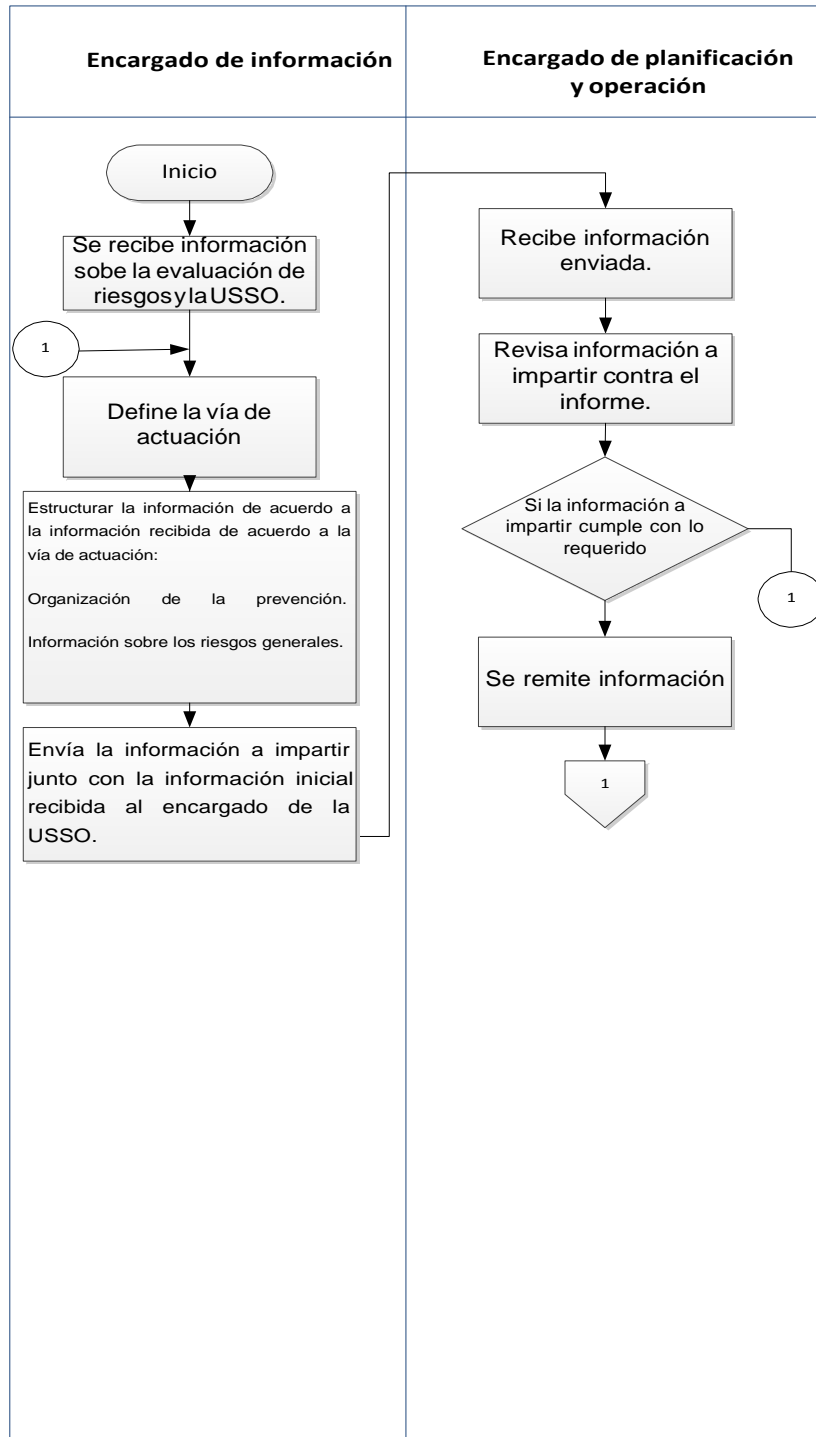 Encargado de información
Encargado de planificación
y operación
Inicio
Se recibe información
sobe la evaluación de
riesgos y la USSO.
1
Define la vía de
actuación
Estructurar la información de acuerdo a
la información recibida de acuerdo a la
vía de actuación:
Organización de la prevención.
Información sobre los riesgos generales.
Envía la información a impartir
junto con la información inicial
recibida al encargado de la
USSO.
Recibe información
enviada.
Revisa información a
impartir contra el
informe.
Si la información a
impartir cumple con lo
requerido
1
Se remite información
1